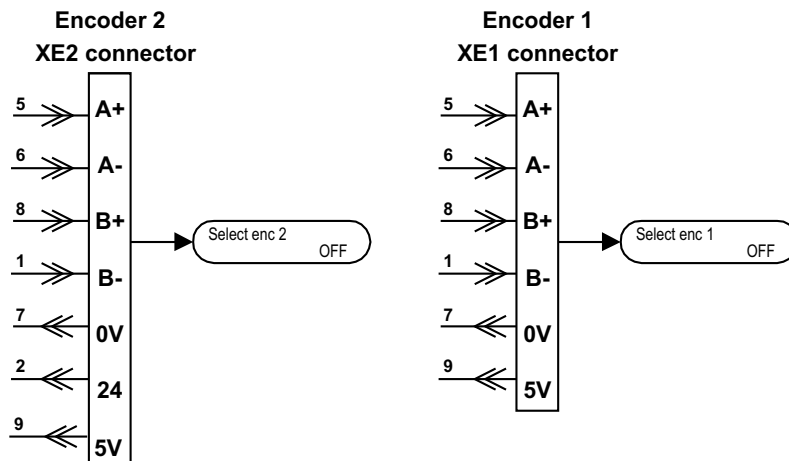 Encoder 2
XE2 connector
5
A+
6
A-
8
B+
1
B-
7
0V
2
24
9
5V
Select enc 2
OFF
Encoder 1
XE1 connector
5
A+
6
A-
8
B+
1
B-
7
0V
9
5V
Select enc 1
OFF